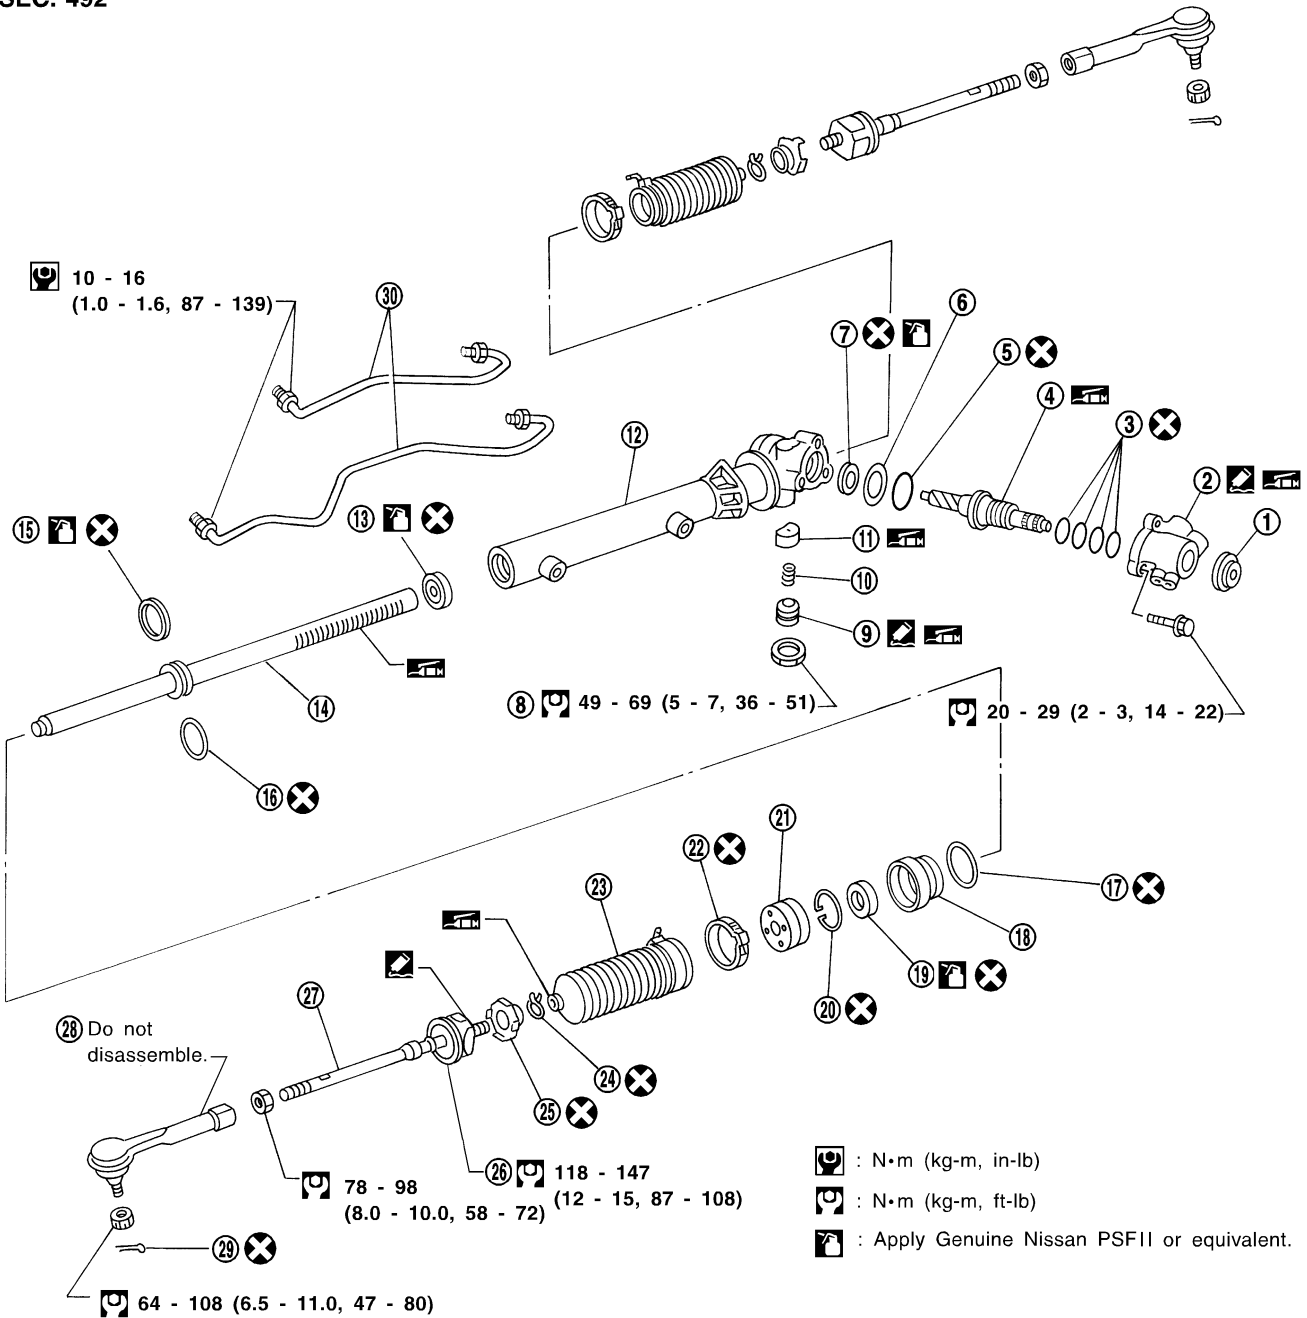 SEC. 492
10 - 16
(1.0 - 1.6, 87 - 139)
30
6
7
5
4
3
2
1
12
13
15
11
10
9
14
8 49 - 69 (5 - 7, 36 - 51)
20 - 29 (2 - 3, 14 - 22)
16
21
22
23
17
18
19
20
27
28 Do not
disassemble.
24
25
26 118 - 147
(12 - 15, 87 - 108)
78 - 98
(8.0 - 10.0, 58 - 72)
29
64 - 108 (6.5 - 11.0, 47 - 80)
: N•m (kg-m, in-lb)
: N•m (kg-m, ft-lb)
: Apply Genuine Nissan PSFII or equivalent.